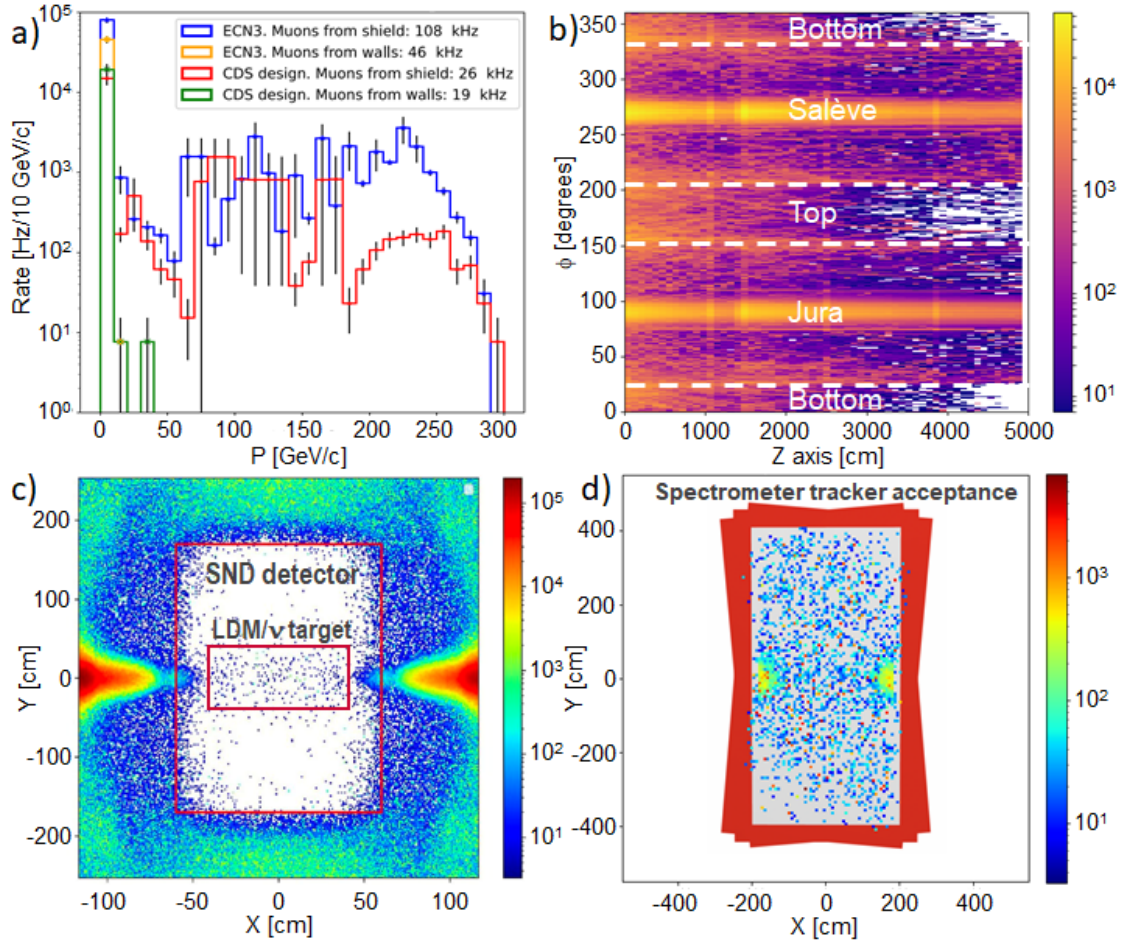 a)
10⁵
10⁴
10³
10²
10¹
10⁰
Rate [Hz/10 GeV/c]
ECN3. Muons from shield: 108 kHz
ECN3. Muons from walls: 46 kHz
CDS design. Muons from shield: 26 kHz
CDS design. Muons from walls: 19 kHz
0 50 100 150 200 250 300
P [GeV/c]
b)
350
300
250
200
150
100
50
0
ϕ [degrees]
Bottom
Salève
Top
Jura
Bottom
0 1000 2000 3000 4000 5000
Z axis [cm]
10⁴
10³
10²
10¹
c)
200
100
0
-100
-200
Y [cm]
SND detector
LDM/ν target
-100 -50 0 50 100
X [cm]
10⁵
10⁴
10³
10²
10¹
d)
Spectrometer tracker acceptance
400
200
0
-200
-400
Y [cm]
-400 -200 0 200 400
X [cm]
10³
10²
10¹